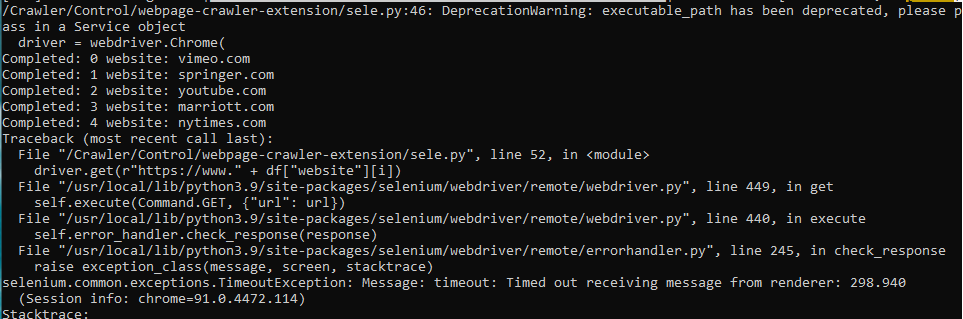 /Crawler/Control/webpage-crawler-extension/sele.py:46: DeprecationWarning: executable_path has been deprecated, please p
ass in a Service object
  driver = webdriver.Chrome(
Completed: 0 website: vimeo.com
Completed: 1 website: springer.com
Completed: 2 website: youtube.com
Completed: 3 website: marriott.com
Completed: 4 website: nytimes.com
Traceback (most recent call last):
  File "/Crawler/Control/webpage-crawler-extension/sele.py", line 52, in <module>
    driver.get(r"https://www." + df["website"][i])
  File "/usr/local/lib/python3.9/site-packages/selenium/webdriver/remote/webdriver.py", line 449, in get
    self.execute(Command.GET, {"url": url})
  File "/usr/local/lib/python3.9/site-packages/selenium/webdriver/remote/webdriver.py", line 440, in execute
    self.error_handler.check_response(response)
  File "/usr/local/lib/python3.9/site-packages/selenium/webdriver/remote/errorhandler.py", line 245, in check_response
    raise exception_class(message, screen, stacktrace)
selenium.common.exceptions.TimeoutException: Message: timeout: Timed out receiving message from renderer: 298.940
  (Session info: chrome=91.0.4472.114)
Stacktrace: